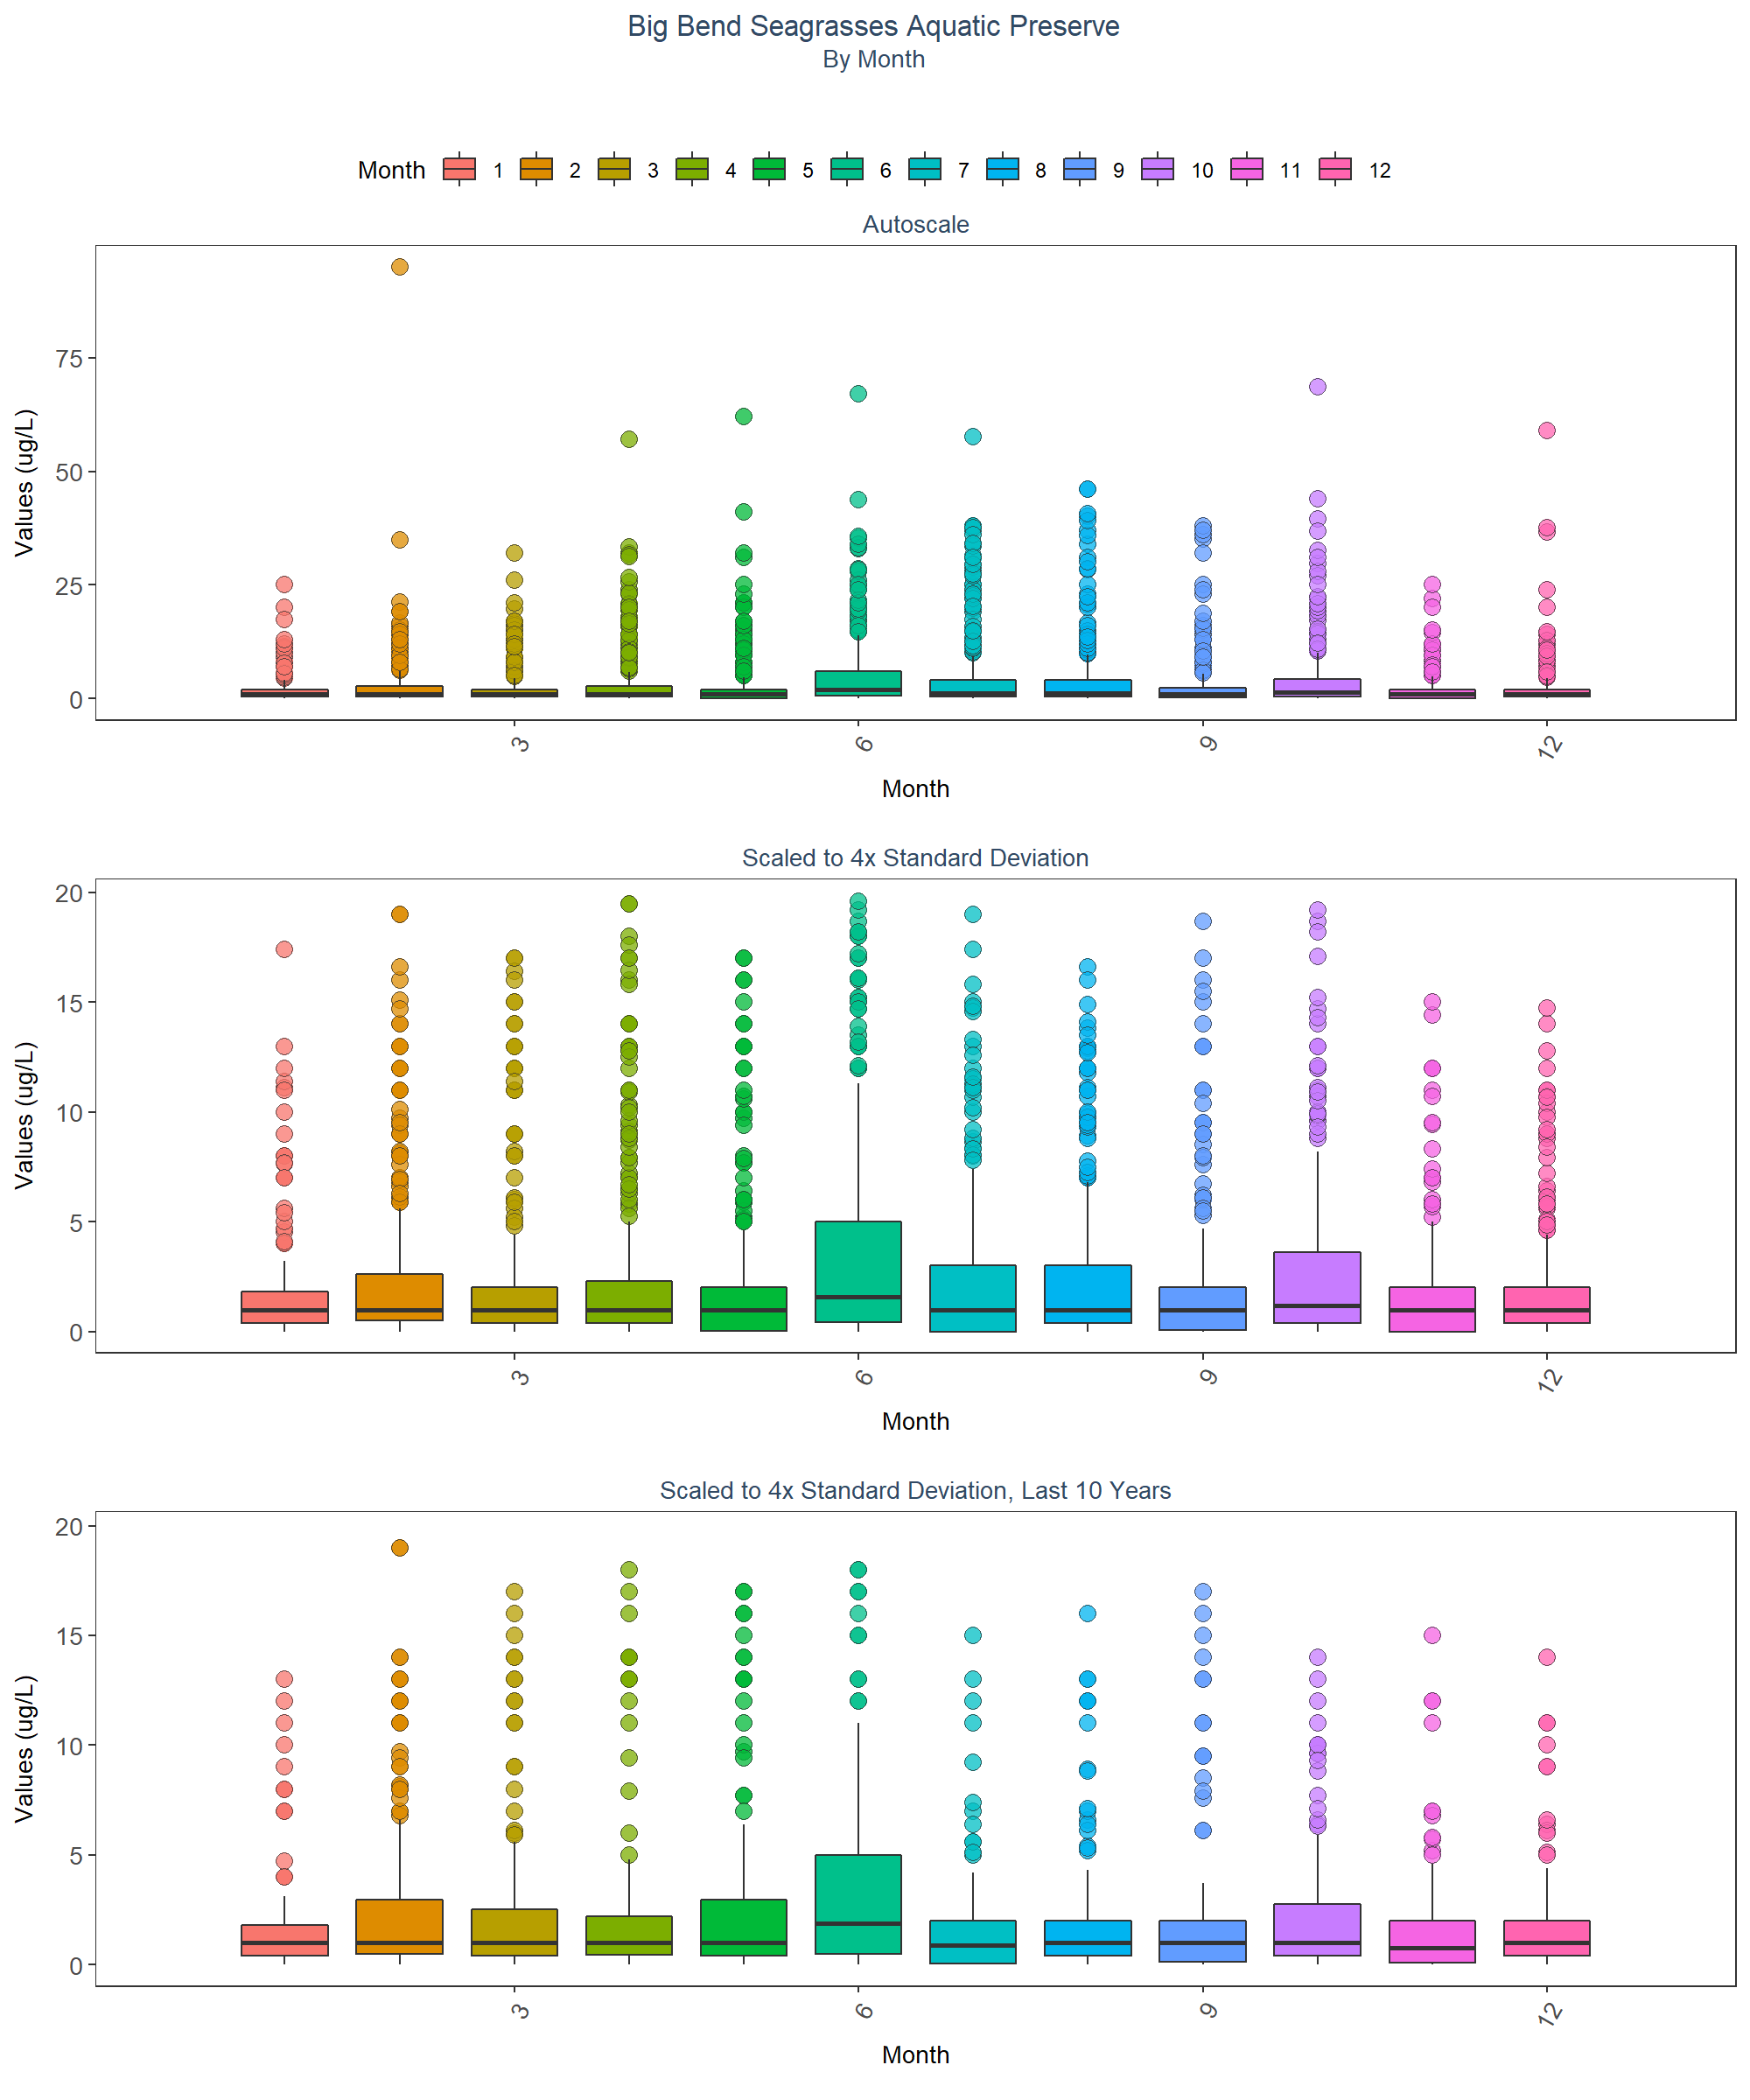 Big Bend Seagrasses Aquatic Preserve
By Month
Month 1 2 3 4 5 6 7 8 9 10 11 12
Autoscale
Values (ug/L)
75
50
25
0
3 6 9 12
Month
Scaled to 4x Standard Deviation
Values (ug/L)
20
15
10
5
0
3 6 9 12
Month
Scaled to 4x Standard Deviation, Last 10 Years
Values (ug/L)
20
15
10
5
0
3 6 9 12
Month